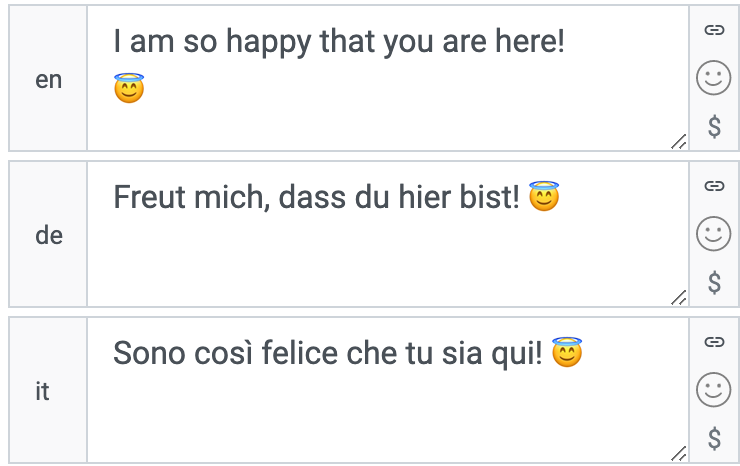 en
I am so happy that you are here!
😇
$
de
Freut mich, dass du hier bist! 😇
$
it
Sono così felice che tu sia qui! 😇
$